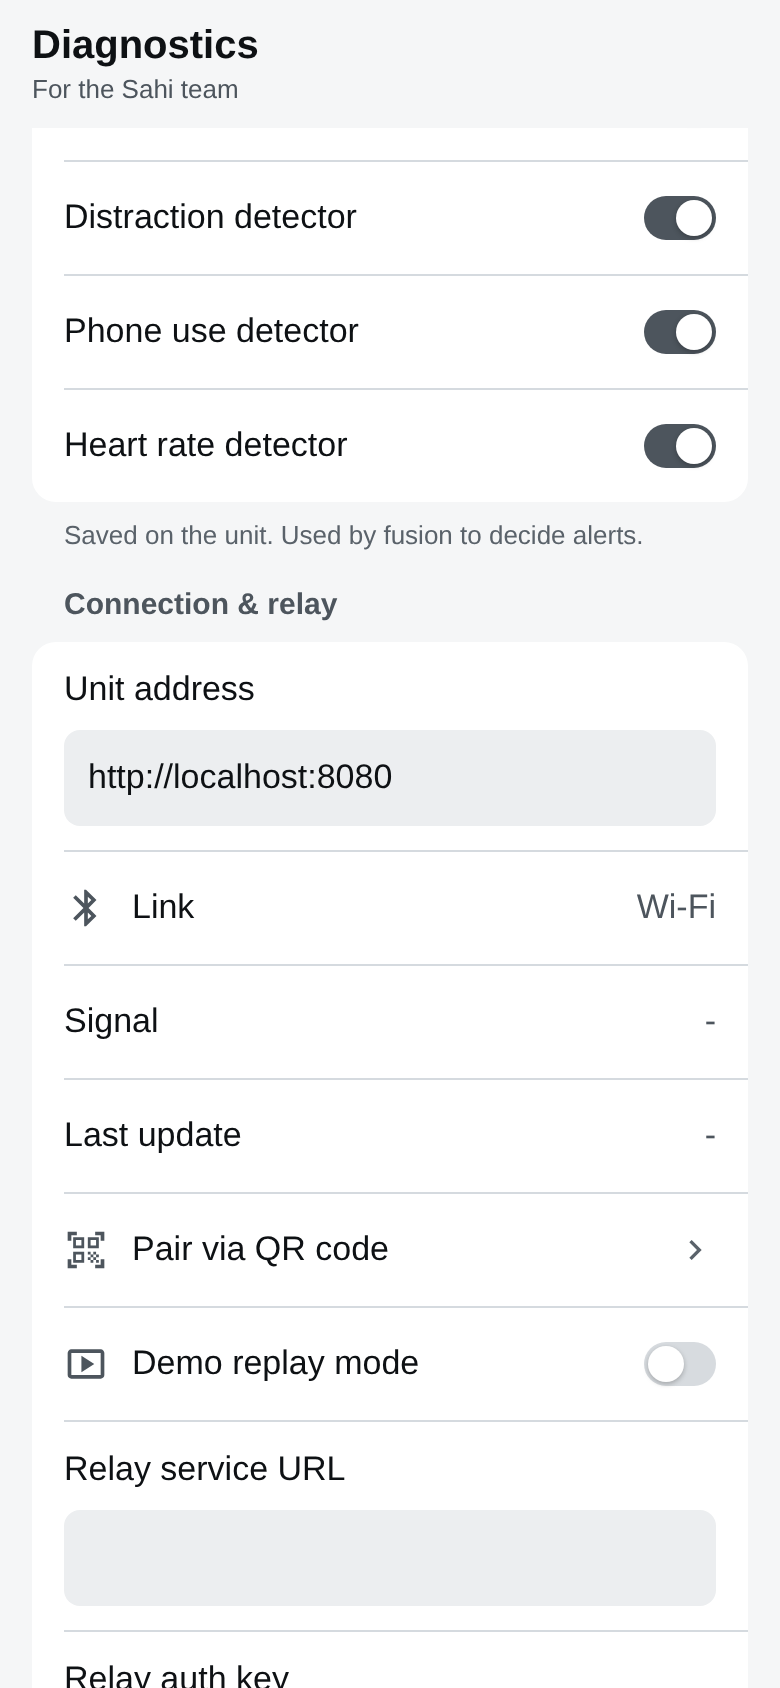 Diagnostics
For the Sahi team
Distraction detector
Phone use detector
Heart rate detector
Saved on the unit. Used by fusion to decide alerts.
Connection & relay
Unit address
http://localhost:8080
Link Wi-Fi
Signal -
Last update -
Pair via QR code
Demo replay mode
Relay service URL
Relay auth key